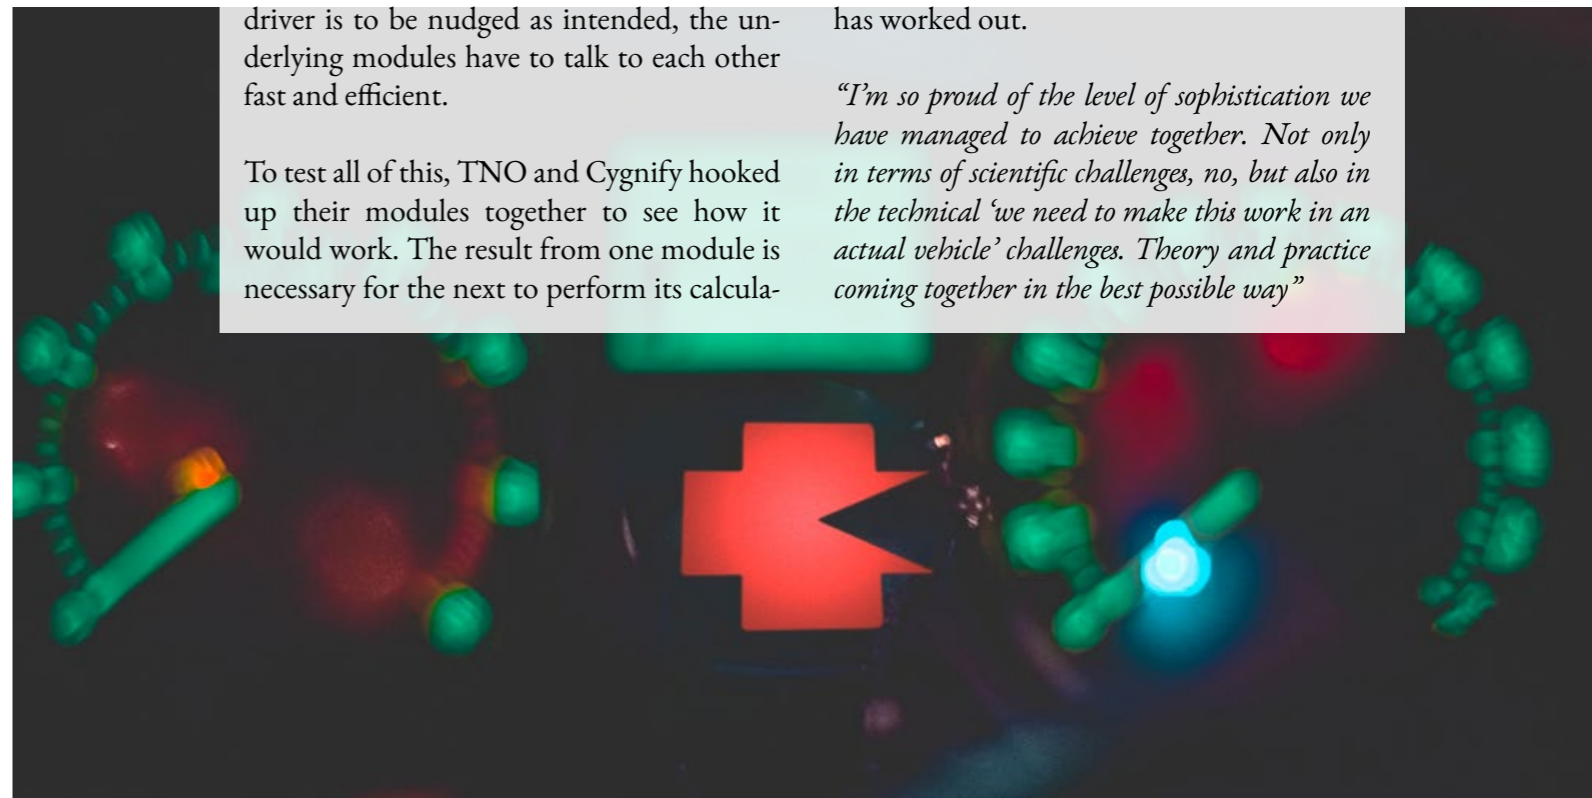 driver is to be nudged as intended, the un-
derlying modules have to talk to each other
fast and efficient.
To test all of this, TNO and Cygnify hooked
up their modules together to see how it
would work. The result from one module is
necessary for the next to perform its calcula-
has worked out.
“I’m so proud of the level of sophistication we
have managed to achieve together. Not only
in terms of scientific challenges, no, but also in
the technical ‘we need to make this work in an
actual vehicle’ challenges. Theory and practice
coming together in the best possible way”